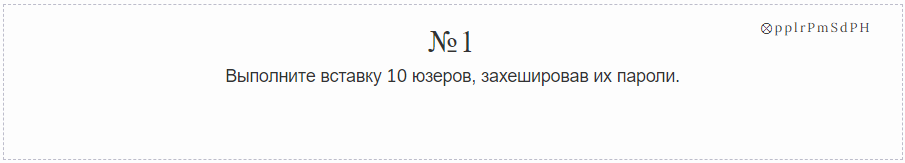 №1
⊗pplrPmSdPH
Выполните вставку 10 юзеров, захешировав их пароли.